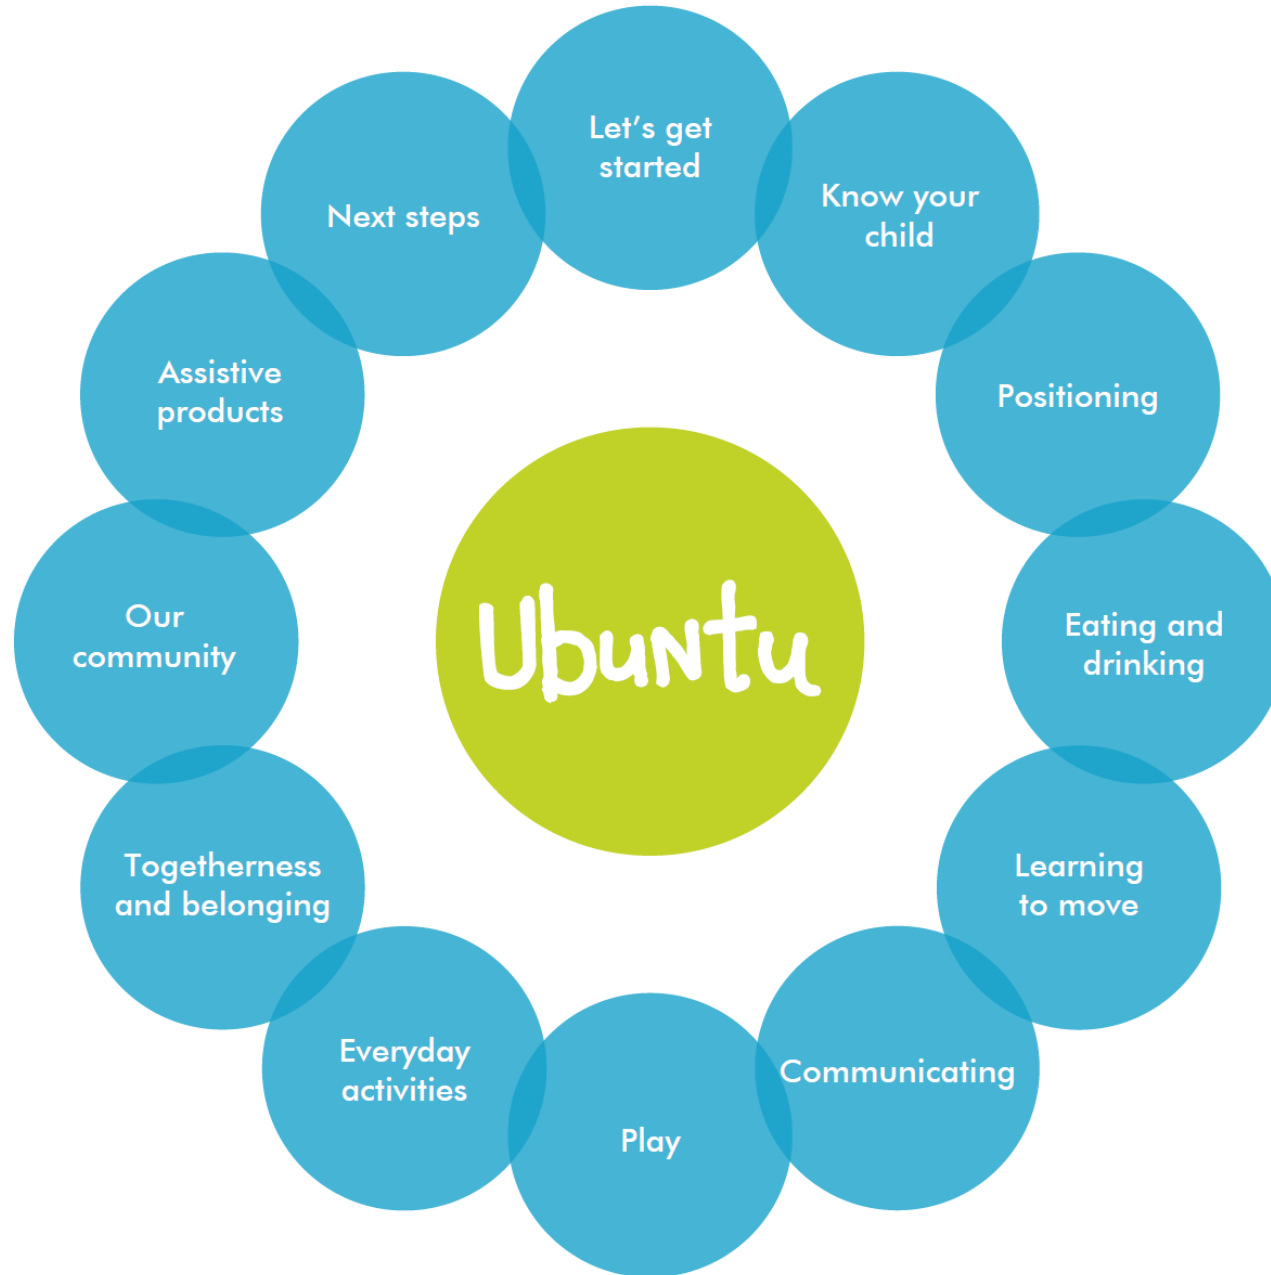 Let's get
started
Know your
child
Positioning
Eating and
drinking
Learning
to move
Communicating
Play
Everyday
activities
Togetherness
and belonging
Our
community
Assistive
products
Next steps
Ubuntu